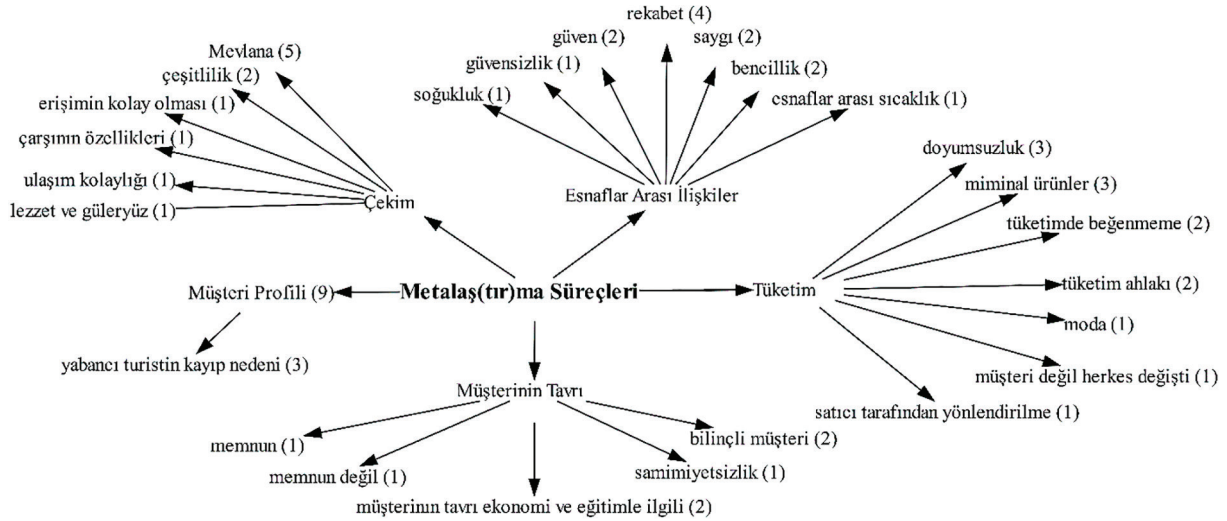 rekabet (4)
güven (2)
saygı (2)
Mevlana (5)
güvensizlik (1)
bencillik (2)
çeşitlilik (2)
soğukluk (1)
esnaflar arası sıcaklık (1)
erişimin kolay olması (1)
çarşının özellikleri (1)
doyumsuzluk (3)
ulaşım kolaylığı (1)
miminal ürünler (3)
lezzet ve güleryüz (1)
Çekim
Esnaflar Arası İlişkiler
tüketimde beğenmeme (2)
Müşteri Profili (9)
Metalaş(tır)ma Süreçleri
Tüketim
tüketim ahlakı (2)
moda (1)
yabancı turistin kayıp nedeni (3)
müşteri değil herkes değişti (1)
Müşterinin Tavrı
satıcı tarafından yönlendirilme (1)
memnun (1)
bilinçli müşteri (2)
memnun değil (1)
samimiyetsizlik (1)
müşterinın tavrı ekonomi ve eğitimle ilgili (2)